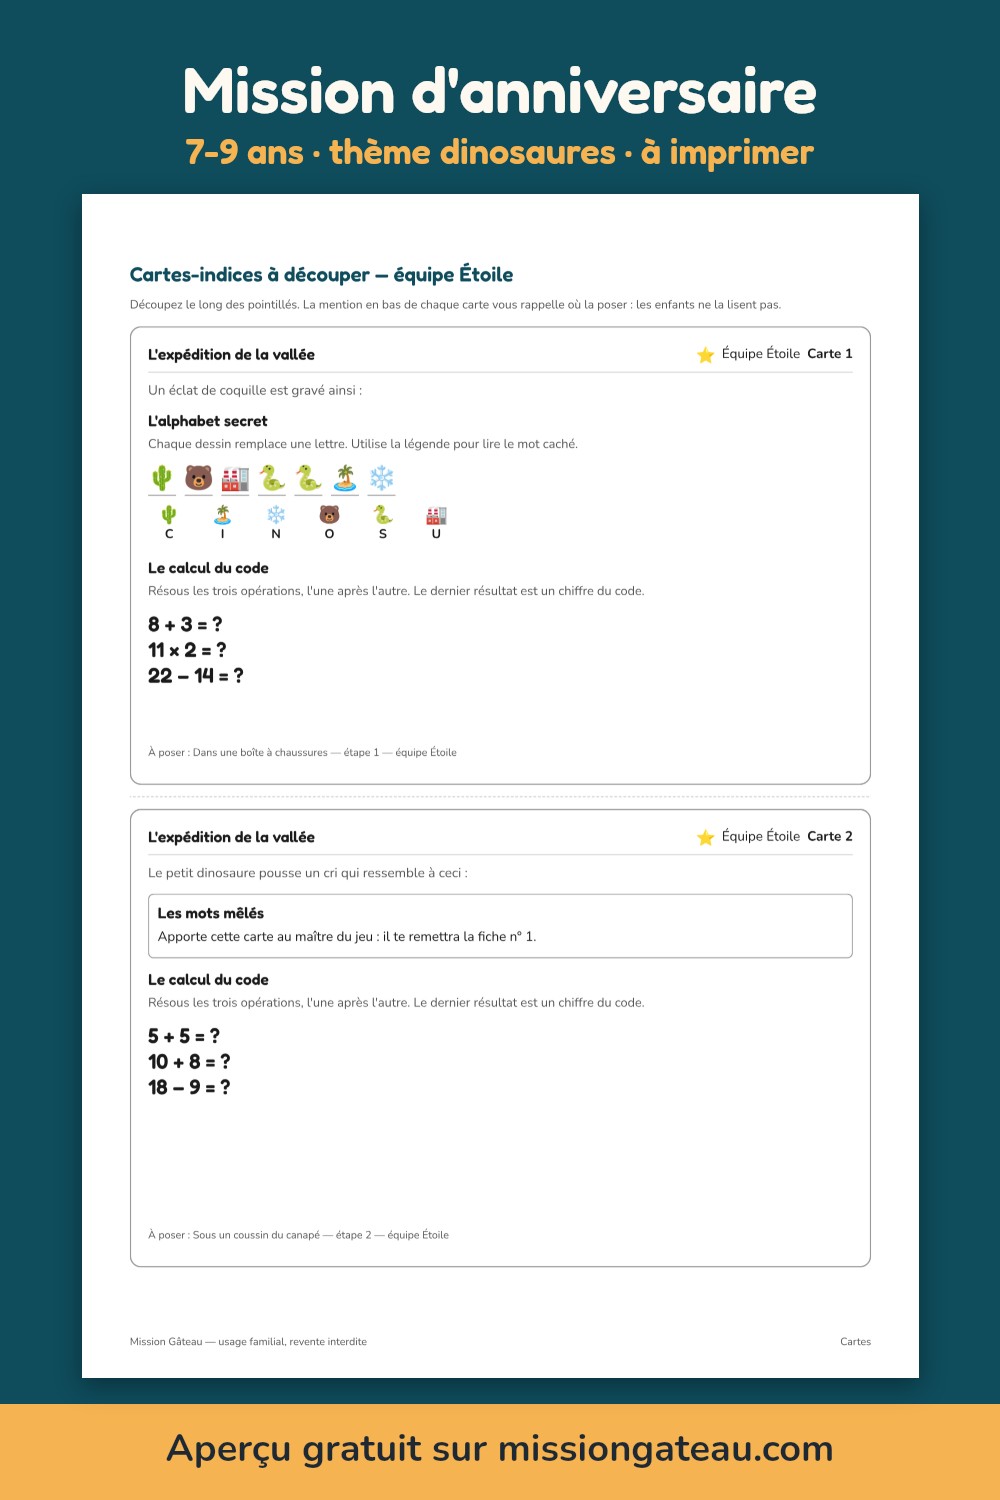 Mission d'anniversaire
7-9 ans · thème dinosaures · à imprimer
Cartes-indices à découper — équipe Étoile
Découpez le long des pointillés. La mention en bas de chaque carte vous rappelle où la poser : les enfants ne la lisent pas.
L'expédition de la vallée
Équipe Étoile Carte 1
Un éclat de coquille est gravé ainsi :
L'alphabet secret
Chaque dessin remplace une lettre. Utilise la légende pour lire le mot caché.
C I N O S U
Le calcul du code
Résous les trois opérations, l'une après l'autre. Le dernier résultat est un chiffre du code.
8 + 3 = ?
11 × 2 = ?
22 – 14 = ?
À poser : Dans une boîte à chaussures — étape 1 — équipe Étoile
L'expédition de la vallée
Équipe Étoile Carte 2
Le petit dinosaure pousse un cri qui ressemble à ceci :
Les mots mêlés
Apporte cette carte au maître du jeu : il te remettra la fiche n° 1.
Le calcul du code
Résous les trois opérations, l'une après l'autre. Le dernier résultat est un chiffre du code.
5 + 5 = ?
10 + 8 = ?
18 – 9 = ?
À poser : Sous un coussin du canapé — étape 2 — équipe Étoile
Mission Gâteau — usage familial, revente interdite
Cartes
Aperçu gratuit sur missiongateau.com